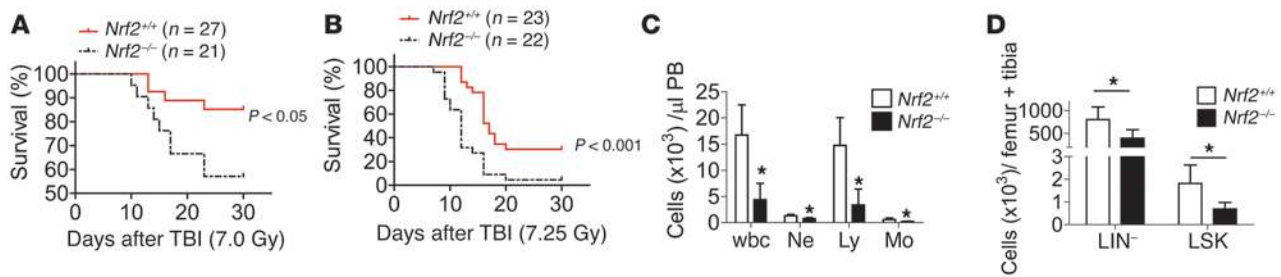 A
Nrf2+/+ (n = 27)
Nrf2–/– (n = 21)
Survival (%)
100
90
80
70
60
50
0 10 20 30
P < 0.05
Days after TBI (7.0 Gy)
B
Nrf2+/+ (n = 23)
Nrf2–/– (n = 22)
Survival (%)
100
80
60
40
20
0
0 10 20 30
P < 0.001
Days after TBI (7.25 Gy)
C
Nrf2+/+
Nrf2–/–
Cells (x10³) /µl PB
25
20
15
10
5
0
* * * *
wbc Ne Ly Mo
D
Nrf2+/+
Nrf2–/–
Cells (x10³)/ femur + tibia
1000
500
3
2
1
0
* *
LIN– LSK